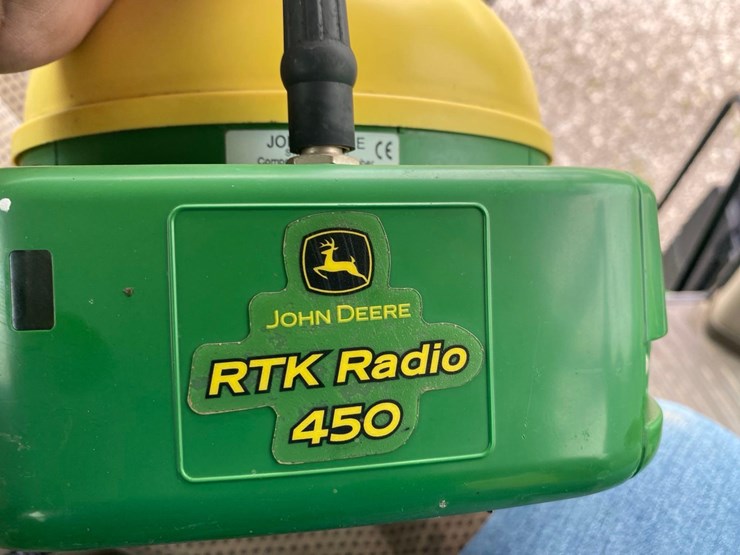 CE
JOHN DEERE
RTK Radio
450